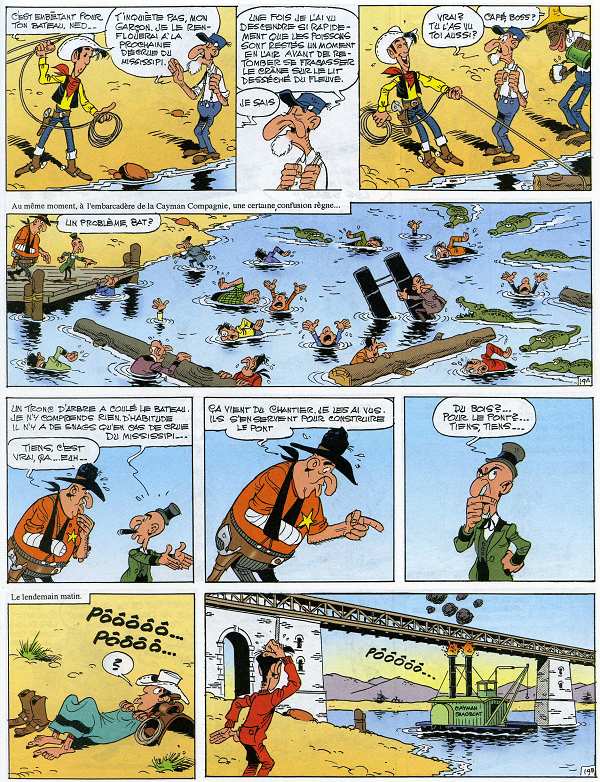 C'EST EMBÊTANT POUR
TON BATEAU, NED...
T'INQUIÈTE PAS, MON
GARÇON, JE LE REN-
FLOUERAI À LA
PROCHAINE
DÉCRUE DU
MISSISSIPI.
UNE FOIS JE L'AI VU
DESCENDRE SI RAPIDE-
MENT QUE LES POISSONS
SONT RESTÉS UN MOMENT
EN L'AIR AVANT DE RE-
TOMBER SE FRACASSER
LE CRÂNE SUR LE LIT
DESSÉCHÉ DU FLEUVE.
JE SAIS
VRAI?
TU L'AS VU
TOI AUSSI?
CAFÉ BOSS?
Au même moment, à l'embarcadère de la Cayman Compagnie, une certaine confusion règne...
UN PROBLÈME, BAT?
19A
UN TRONC D'ARBRE A COULÉ LE BATEAU.
JE N'Y COMPRENDS RIEN. D'HABITUDE
IL N'Y A DE SNAGS QU'EN CAS DE CRUE
DU MISSISSIPI...
TIENS, C'EST
VRAI, ÇA... EUH...
ÇA VIENT DU CHANTIER. JE LES AI VUS.
ILS S'EN SERVENT POUR CONSTRUIRE
LE PONT
DU BOIS?...
POUR LE PONT?...
TIENS, TIENS...
Le lendemain matin.
PÔÔÔÔÔ...
PÔÔÔÔ...
?
PÔÔÔÔÔ...
CAYMAN
SNAGBOAT
19B